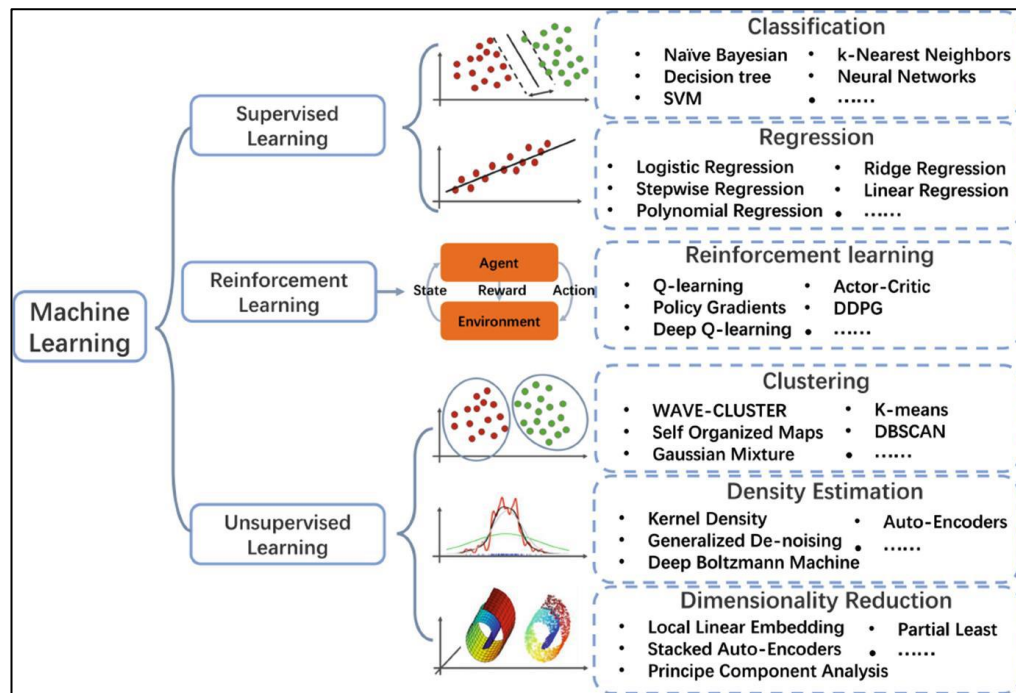 Machine
Learning
Supervised
Learning
Classification
• Naïve Bayesian
• Decision tree
• SVM
• k-Nearest Neighbors
• Neural Networks
• ......
Regression
• Logistic Regression
• Stepwise Regression
• Polynomial Regression
• Ridge Regression
• Linear Regression
• ......
Reinforcement
Learning
Agent
State
Reward
Action
Environment
Reinforcement learning
• Q-learning
• Policy Gradients
• Deep Q-learning
• Actor-Critic
• DDPG
• ......
Unsupervised
Learning
Clustering
• WAVE-CLUSTER
• Self Organized Maps
• Gaussian Mixture
• K-means
• DBSCAN
• ......
Density Estimation
• Kernel Density
• Generalized De-noising
• Deep Boltzmann Machine
• Auto-Encoders
• ......
Dimensionality Reduction
• Local Linear Embedding
• Stacked Auto-Encoders
• Principe Component Analysis
• Partial Least
• ......